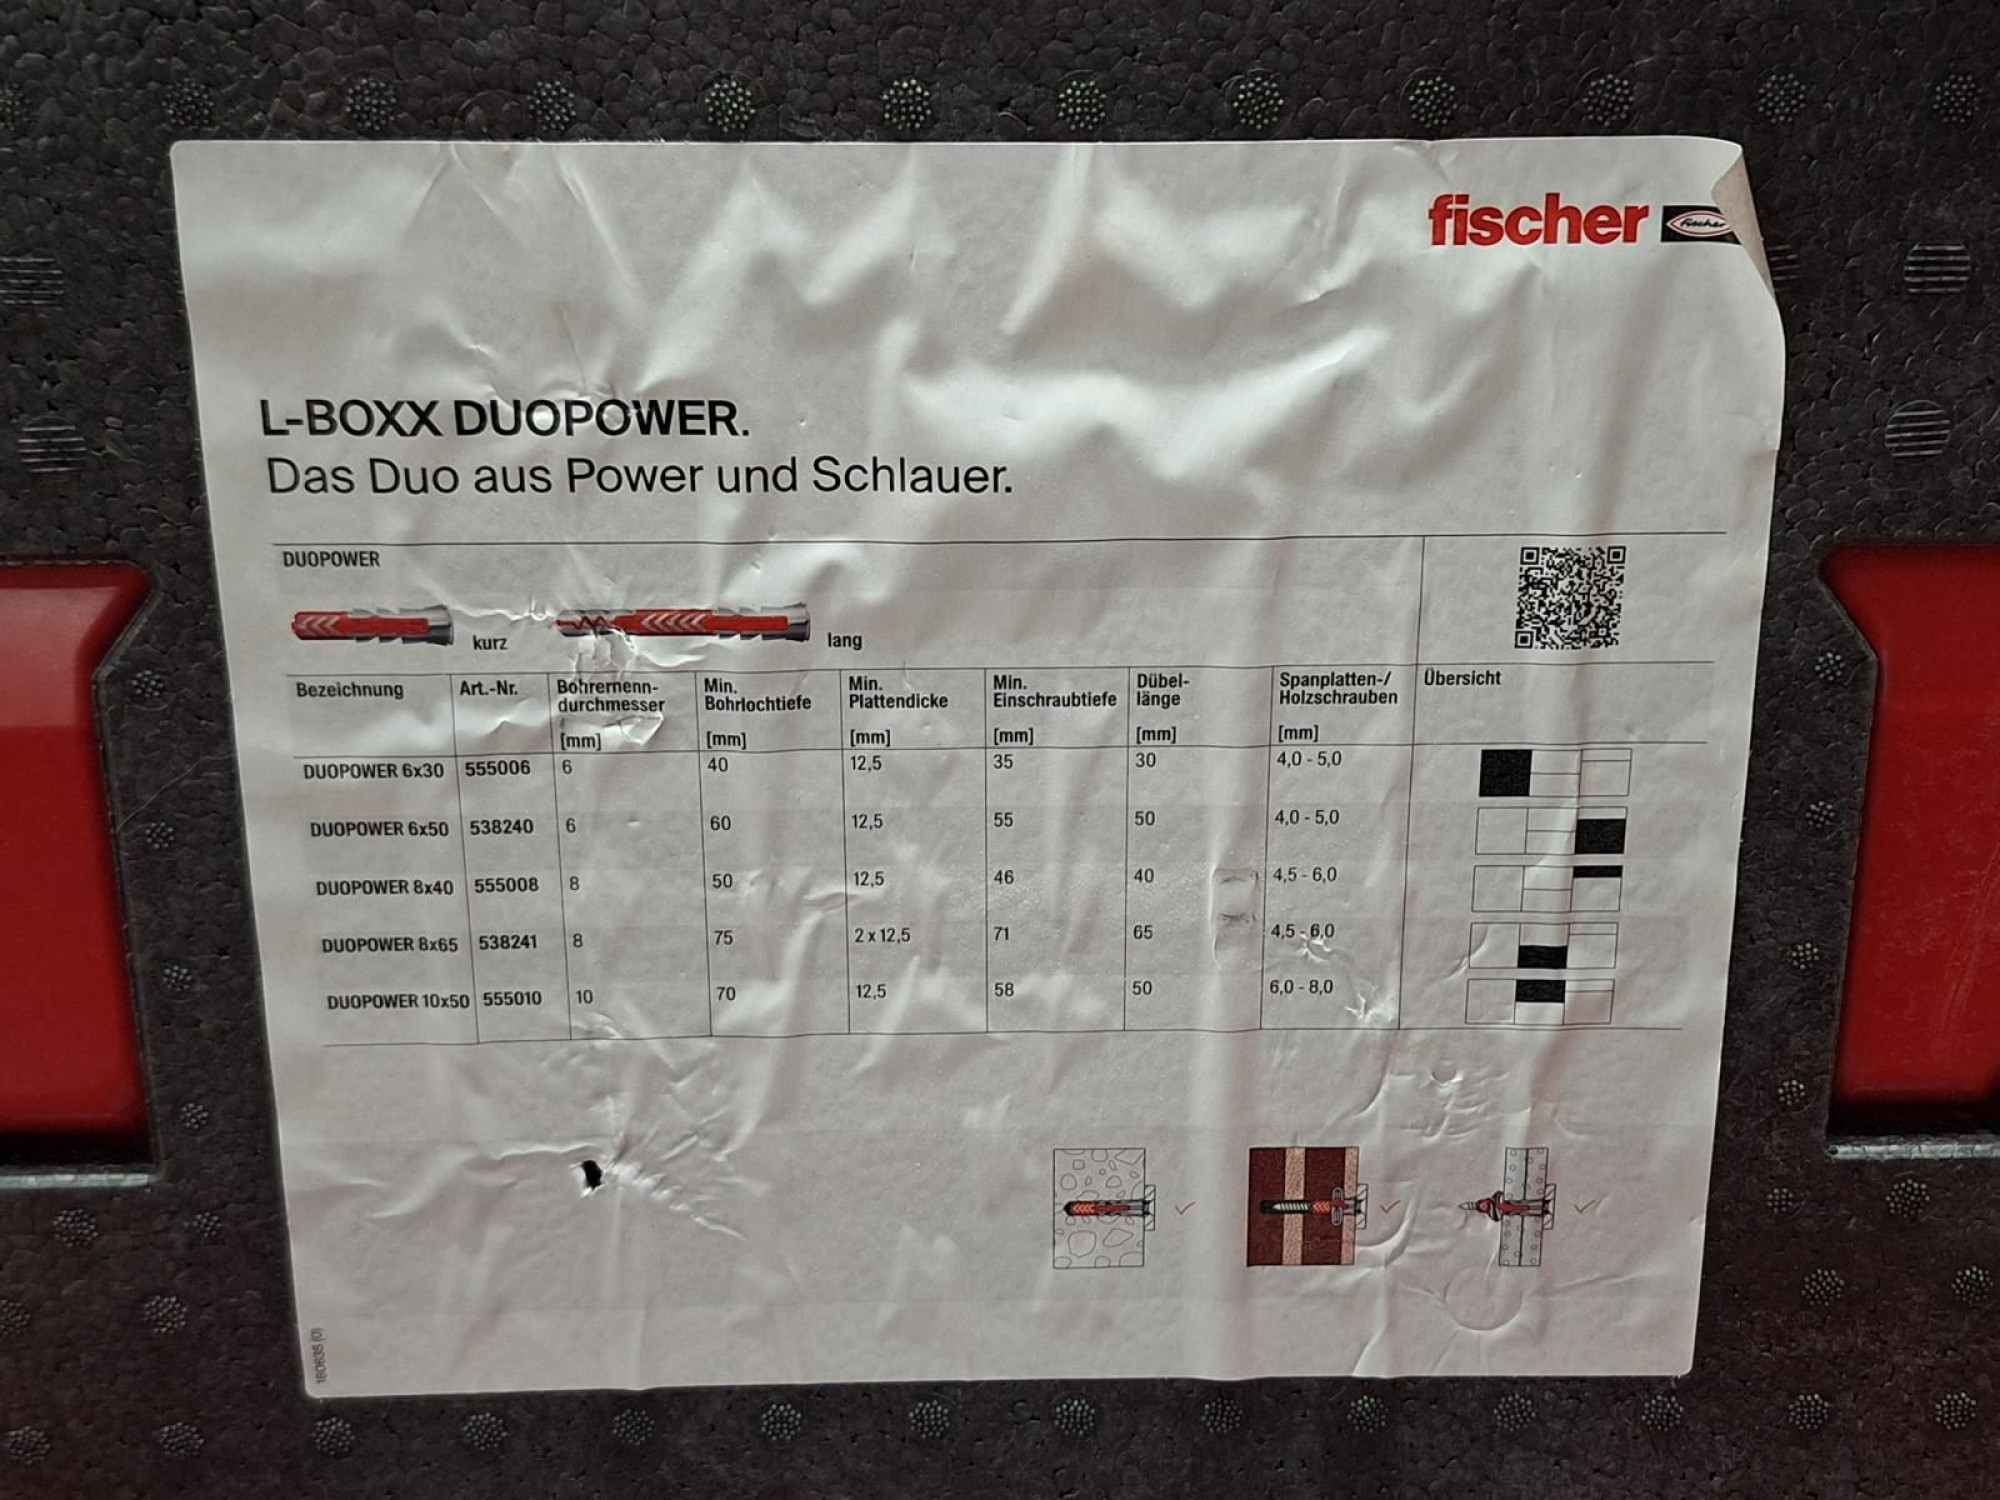 fischer
fischer
L-BOXX DUOPOWER.
Das Duo aus Power und Schlauer.
DUOPOWER
kurz
lang
Bezeichnung Art.-Nr. Bohrernenn-durchmesser [mm] Min. Bohrlochtiefe [mm] Min. Plattendicke [mm] Min. Einschraubtiefe [mm] Dübel-länge [mm] Spanplatten-/Holzschrauben [mm] Übersicht
DUOPOWER 6x30 555006 6 40 12,5 35 30 4,0 - 5,0
DUOPOWER 6x50 538240 6 60 12,5 55 50 4,0 - 5,0
DUOPOWER 8x40 555008 8 50 12,5 46 40 4,5 - 6,0
DUOPOWER 8x65 538241 8 75 2 x 12,5 71 65 4,5 - 6,0
DUOPOWER 10x50 555010 10 70 12,5 58 50 6,0 - 8,0
180635 (0)